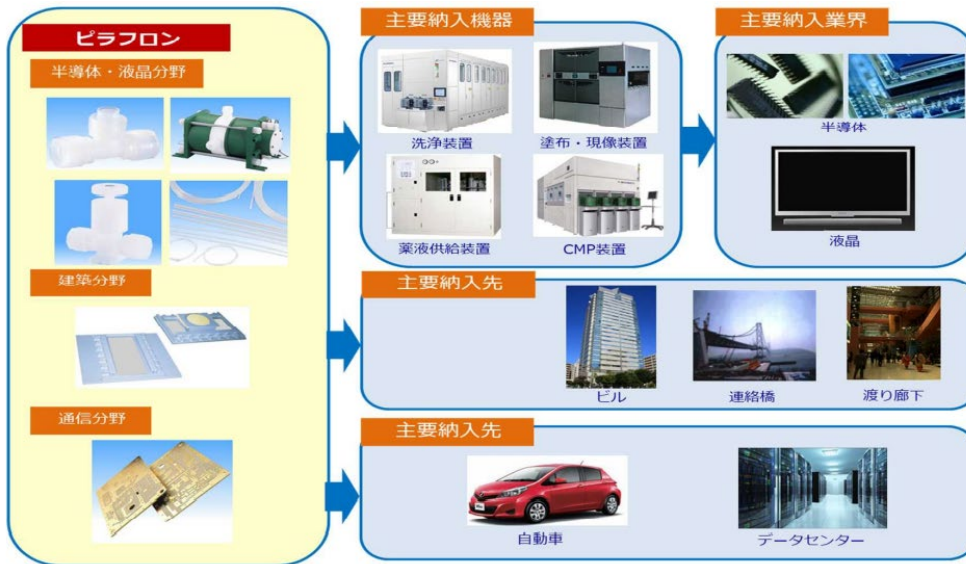 ピラフロン
半導体・液晶分野
建築分野
通信分野
主要納入機器
洗浄装置
塗布・現像装置
薬液供給装置
CMP装置
主要納入業界
半導体
液晶
主要納入先
ビル
連絡橋
渡り廊下
主要納入先
自動車
データセンター